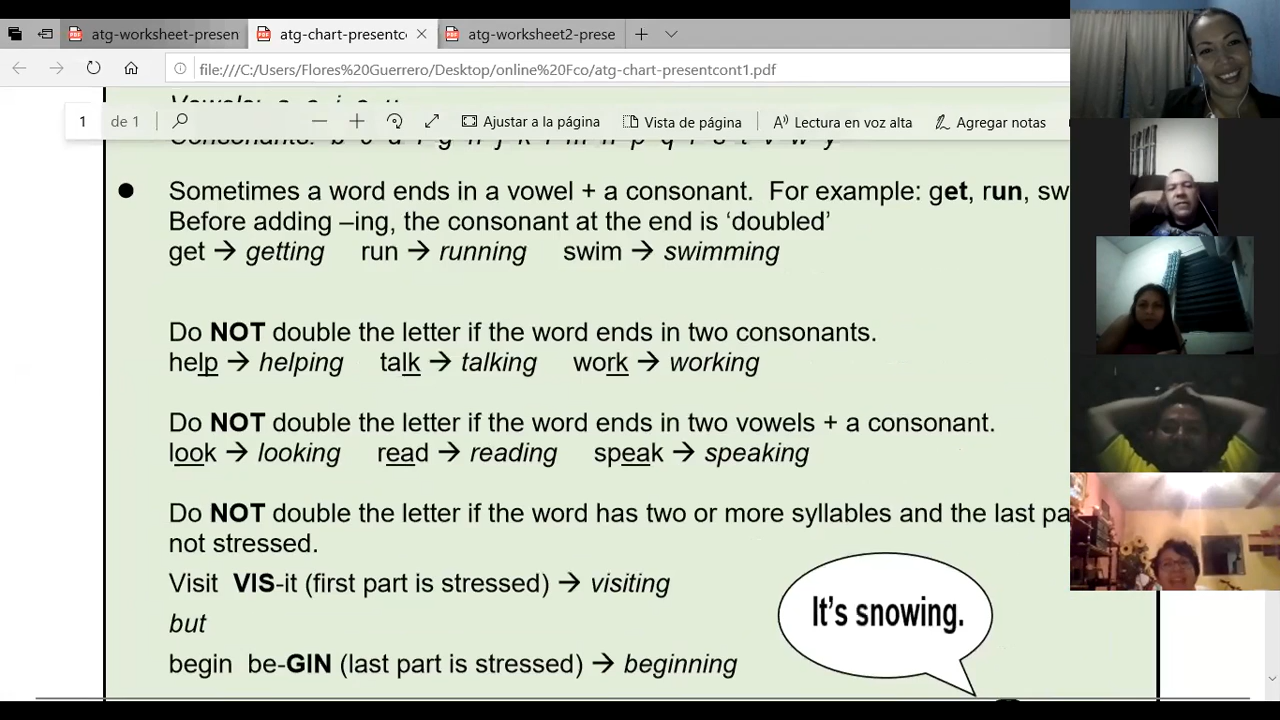 atg-worksheet-presen
atg-chart-presentco
atg-worksheet2-prese
file:///C:/Users/Flores%20Guerrero/Desktop/online%20Fco/atg-chart-presentcont1.pdf
1 de 1
Ajustar a la página
Vista de página
Lectura en voz alta
Agregar notas
Sometimes a word ends in a vowel + a consonant. For example: get, run, sw
Before adding –ing, the consonant at the end is ‘doubled’
get → getting run → running swim → swimming
Do NOT double the letter if the word ends in two consonants.
help → helping talk → talking work → working
Do NOT double the letter if the word ends in two vowels + a consonant.
look → looking read → reading speak → speaking
Do NOT double the letter if the word has two or more syllables and the last pa
not stressed.
Visit VIS-it (first part is stressed) → visiting
but
begin be-GIN (last part is stressed) → beginning
It's snowing.